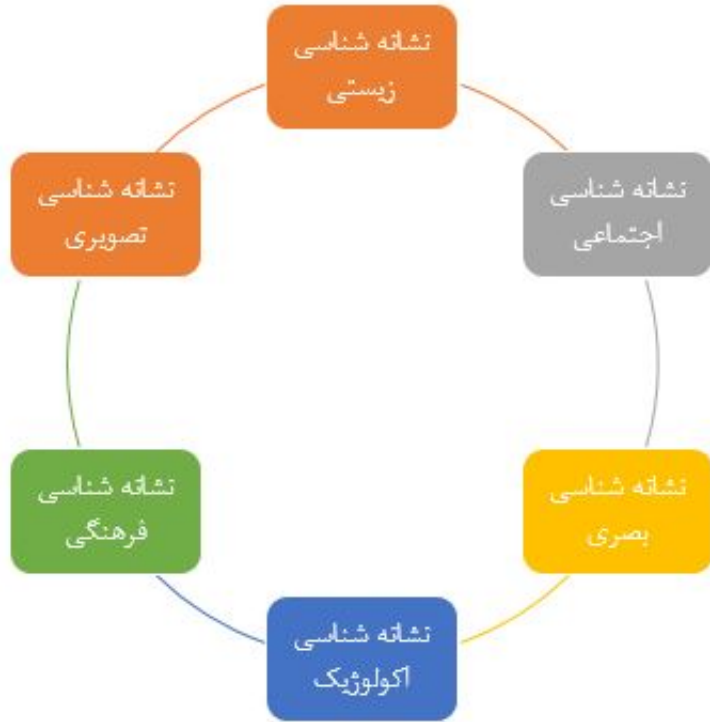 نشانه شناسی
زیستی
نشانه شناسی
اجتماعی
نشانه شناسی
بصری
نشانه شناسی
اکولوژیک
نشانه شناسی
فرهنگی
نشانه شناسی
تصویری